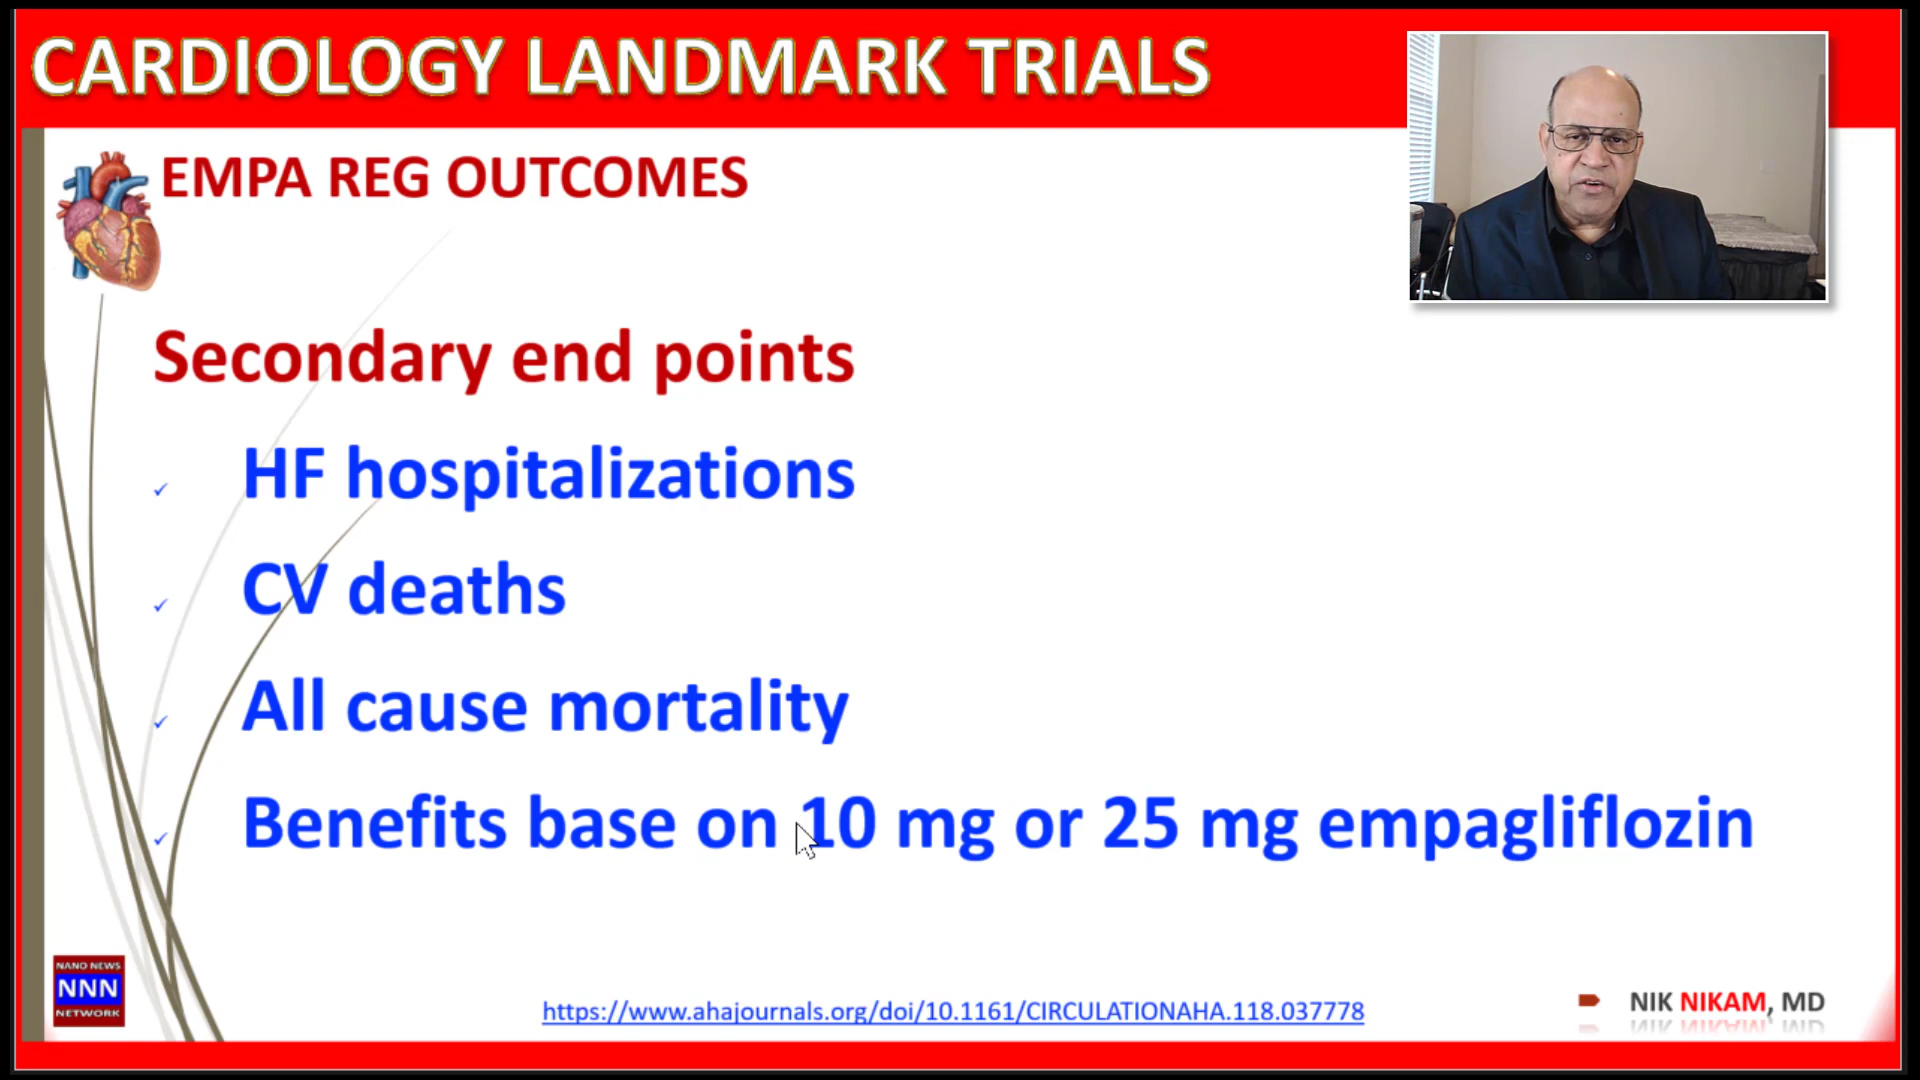 CARDIOLOGY LANDMARK TRIALS
EMPA REG OUTCOMES
Secondary end points
✓ HF hospitalizations
✓ CV deaths
✓ All cause mortality
✓ Benefits base on 10 mg or 25 mg empagliflozin
NANO NEWS
NNN
NETWORK
https://www.ahajournals.org/doi/10.1161/CIRCULATIONAHA.118.037778
NIK NIKAM, MD